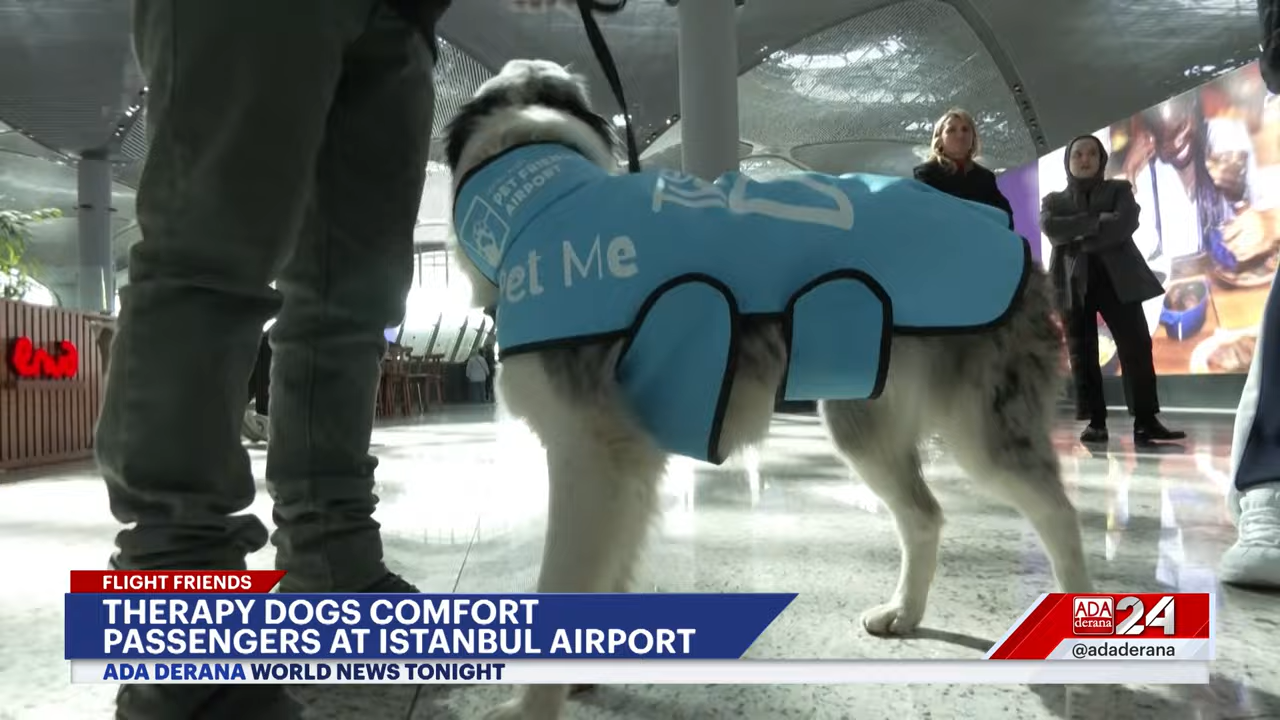 PET FRIENDLY
AIRPORT
Pet Me
FLIGHT FRIENDS
THERAPY DOGS COMFORT
PASSENGERS AT ISTANBUL AIRPORT
ADA DERANA WORLD NEWS TONIGHT
ADA
derana
24
@adaderana